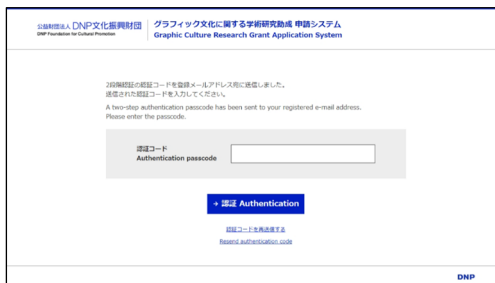 公益財団法人 DNP文化振興財団
DNP Foundation for Cultural Promotion
グラフィック文化に関する学術研究助成 申請システム
Graphic Culture Research Grant Application System
2段階認証の認証コードを登録メールアドレス宛に送信しました。
送信された認証コードを入力してください。
A two-step authentication passcode has been sent to your registered e-mail address.
Please enter the passcode.
認証コード
Authentication passcode
→ 認証 Authentication
認証コードを再送信する
Resend authentication code
DNP